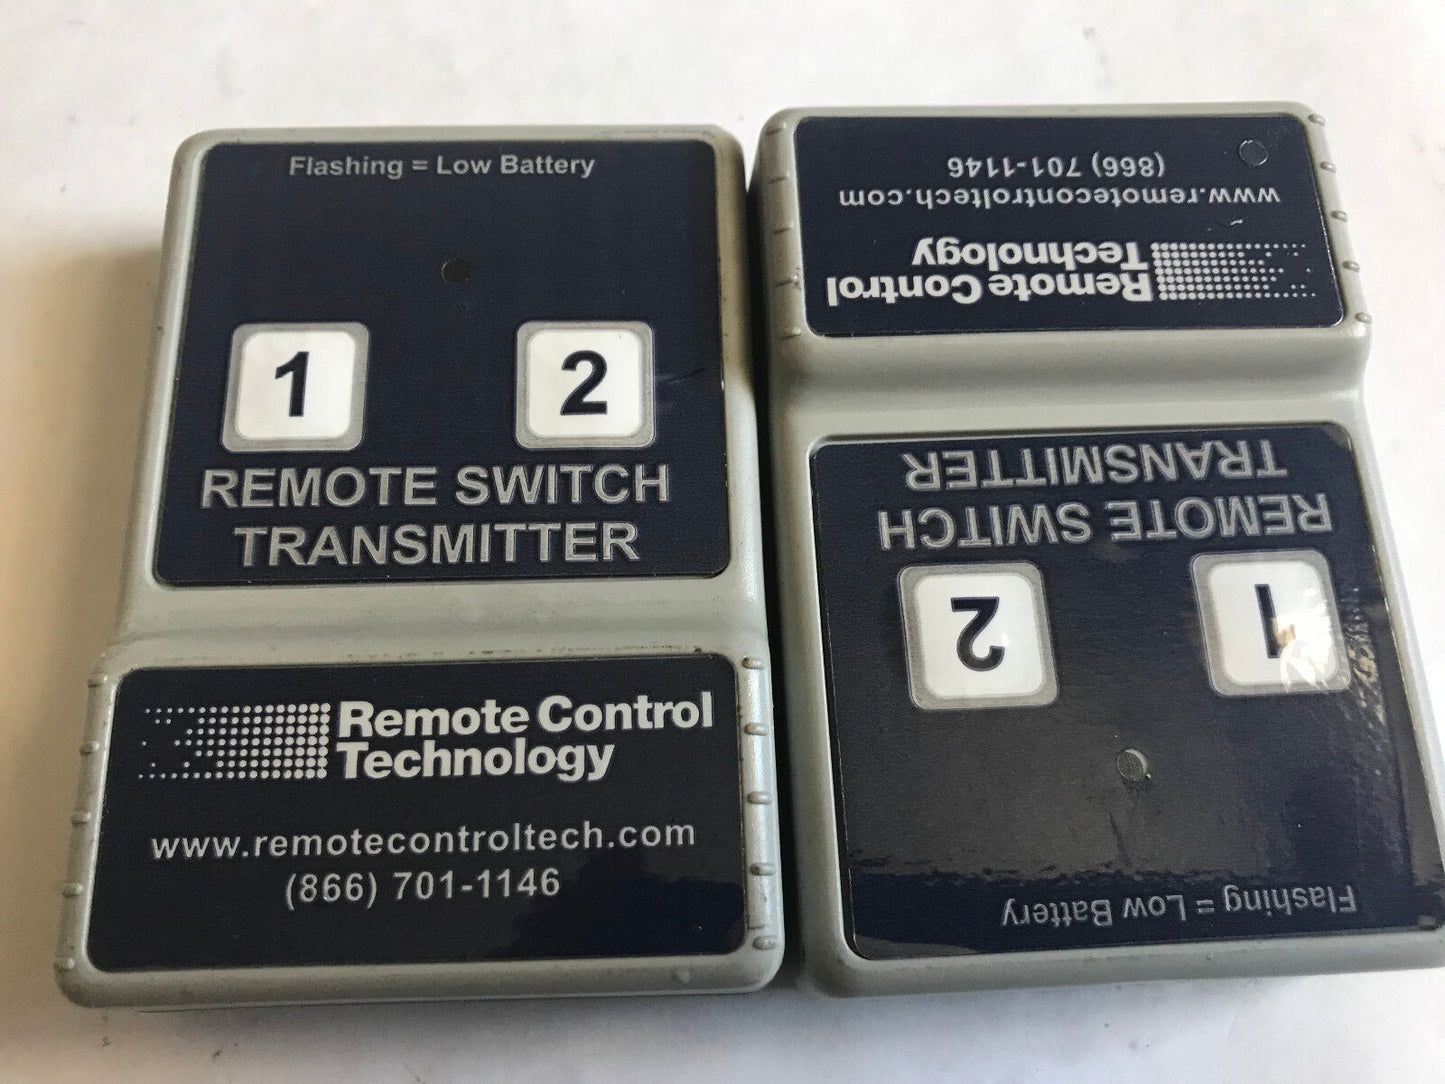 Flashing = Low Battery
1 2
REMOTE SWITCH
TRANSMITTER
Remote Control
Technology
www.remotecontroltech.com
(866) 701-1146
Flashing = Low Battery
1 2
REMOTE SWITCH
TRANSMITTER
Remote Control
Technology
www.remotecontroltech.com
(866) 701-1146